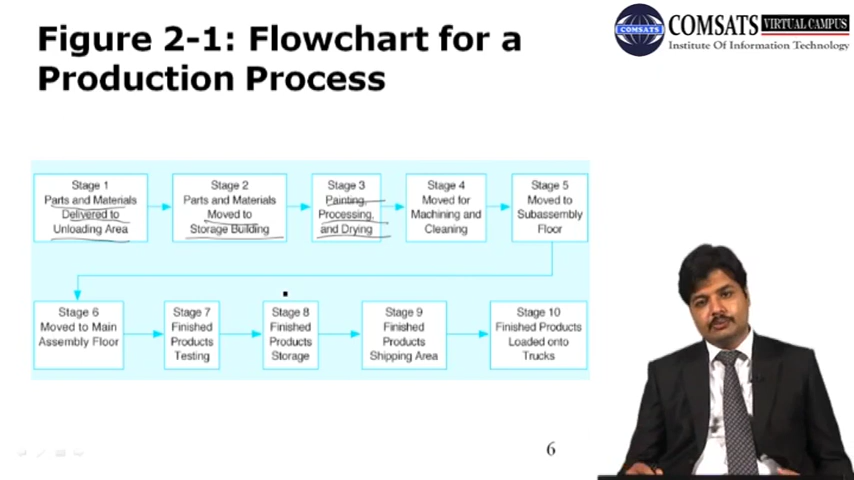 Figure 2-1: Flowchart for a
Production Process
COMSATS
COMSATS VIRTUAL CAMPUS
Institute Of Information Technology
Stage 1
Parts and Materials
Delivered to
Unloading Area
Stage 2
Parts and Materials
Moved to
Storage Building
Stage 3
Painting,
Processing,
and Drying
Stage 4
Moved for
Machining and
Cleaning
Stage 5
Moved to
Subassembly
Floor
Stage 6
Moved to Main
Assembly Floor
Stage 7
Finished
Products
Testing
Stage 8
Finished
Products
Storage
Stage 9
Finished
Products
Shipping Area
Stage 10
Finished Products
Loaded onto
Trucks
6